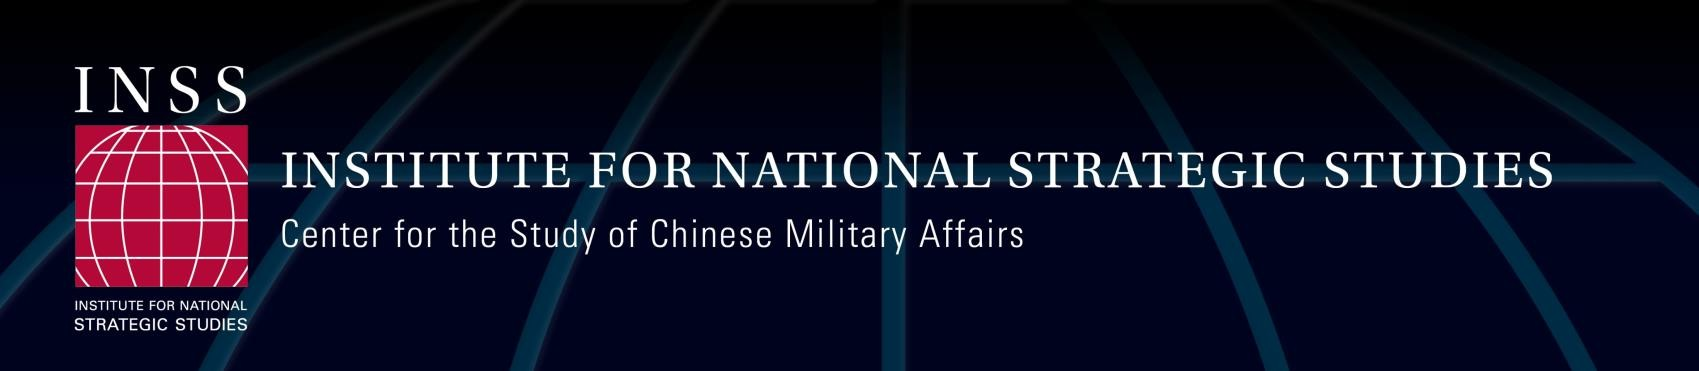 INSS
INSTITUTE FOR NATIONAL
STRATEGIC STUDIES
INSTITUTE FOR NATIONAL STRATEGIC STUDIES
Center for the Study of Chinese Military Affairs